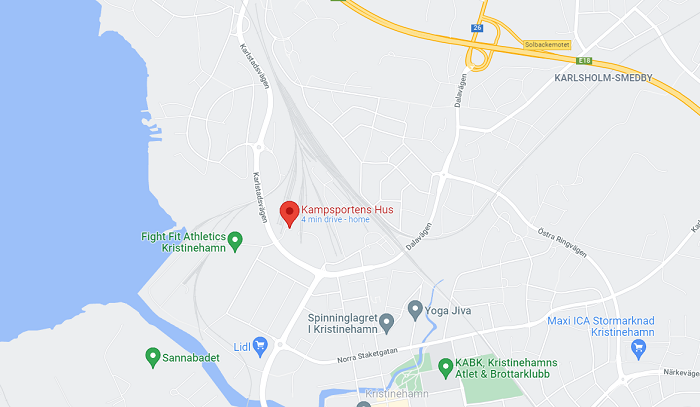 26
Solbackemotet
E18
KARLSHOLM-SMEDBY
Karlstadsvägen
Dalavägen
Karlstadsvägen
Kampsportens Hus
4 min drive - home
Fight Fit Athletics
Kristinehamn
Dalavägen
Östra Ringvägen
Spinninglagret
I Kristinehamn
Yoga Jiva
Maxi ICA Stormarknad
Kristinehamn
Lidl
Sannabadet
Norra Staketgatan
KABK, Kristinehamns
Atlet & Brottarklubb
Närkevägen
Kristinehamn